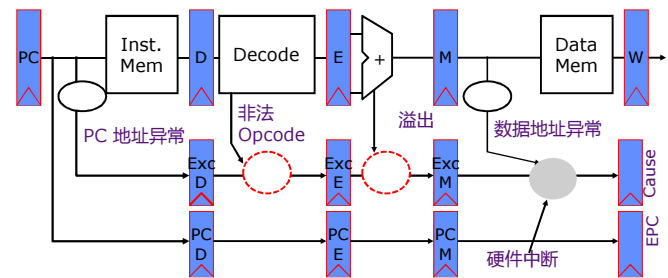 PC
Inst.
Mem
D
Decode
E
+
M
Data
Mem
W
PC 地址异常
非法
Opcode
溢出
数据地址异常
Exc
D
Exc
E
Exc
M
Cause
PC
D
PC
E
PC
M
硬件中断
EPC